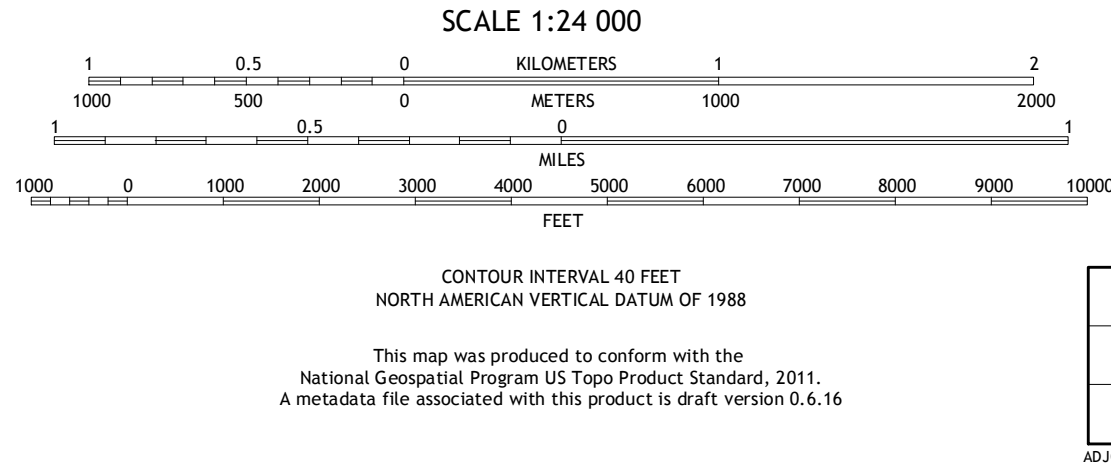 SCALE 1:24 000
1 0.5 0 KILOMETERS 1 2
1000 500 0 METERS 1000 2000
1 0.5 0 1
MILES
1000 0 1000 2000 3000 4000 5000 6000 7000 8000 9000 10000
FEET
CONTOUR INTERVAL 40 FEET
NORTH AMERICAN VERTICAL DATUM OF 1988
This map was produced to conform with the
National Geospatial Program US Topo Product Standard, 2011.
A metadata file associated with this product is draft version 0.6.16
ADJ